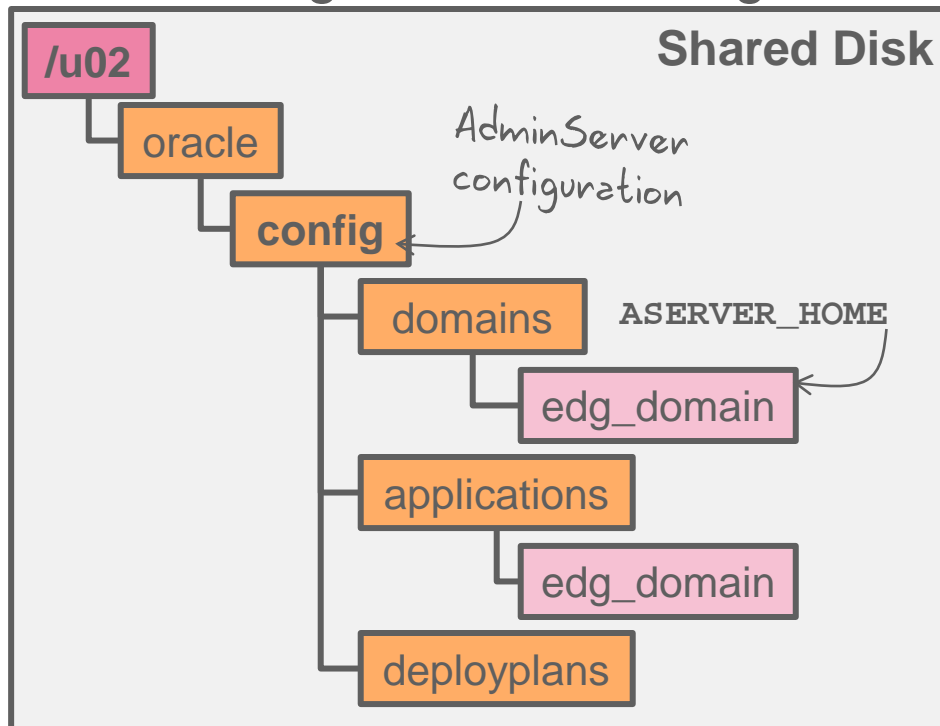 Shared Disk
/u02
oracle
AdminServer
configuration
config
domains
ASERVER_HOME
edg_domain
applications
edg_domain
deployplans